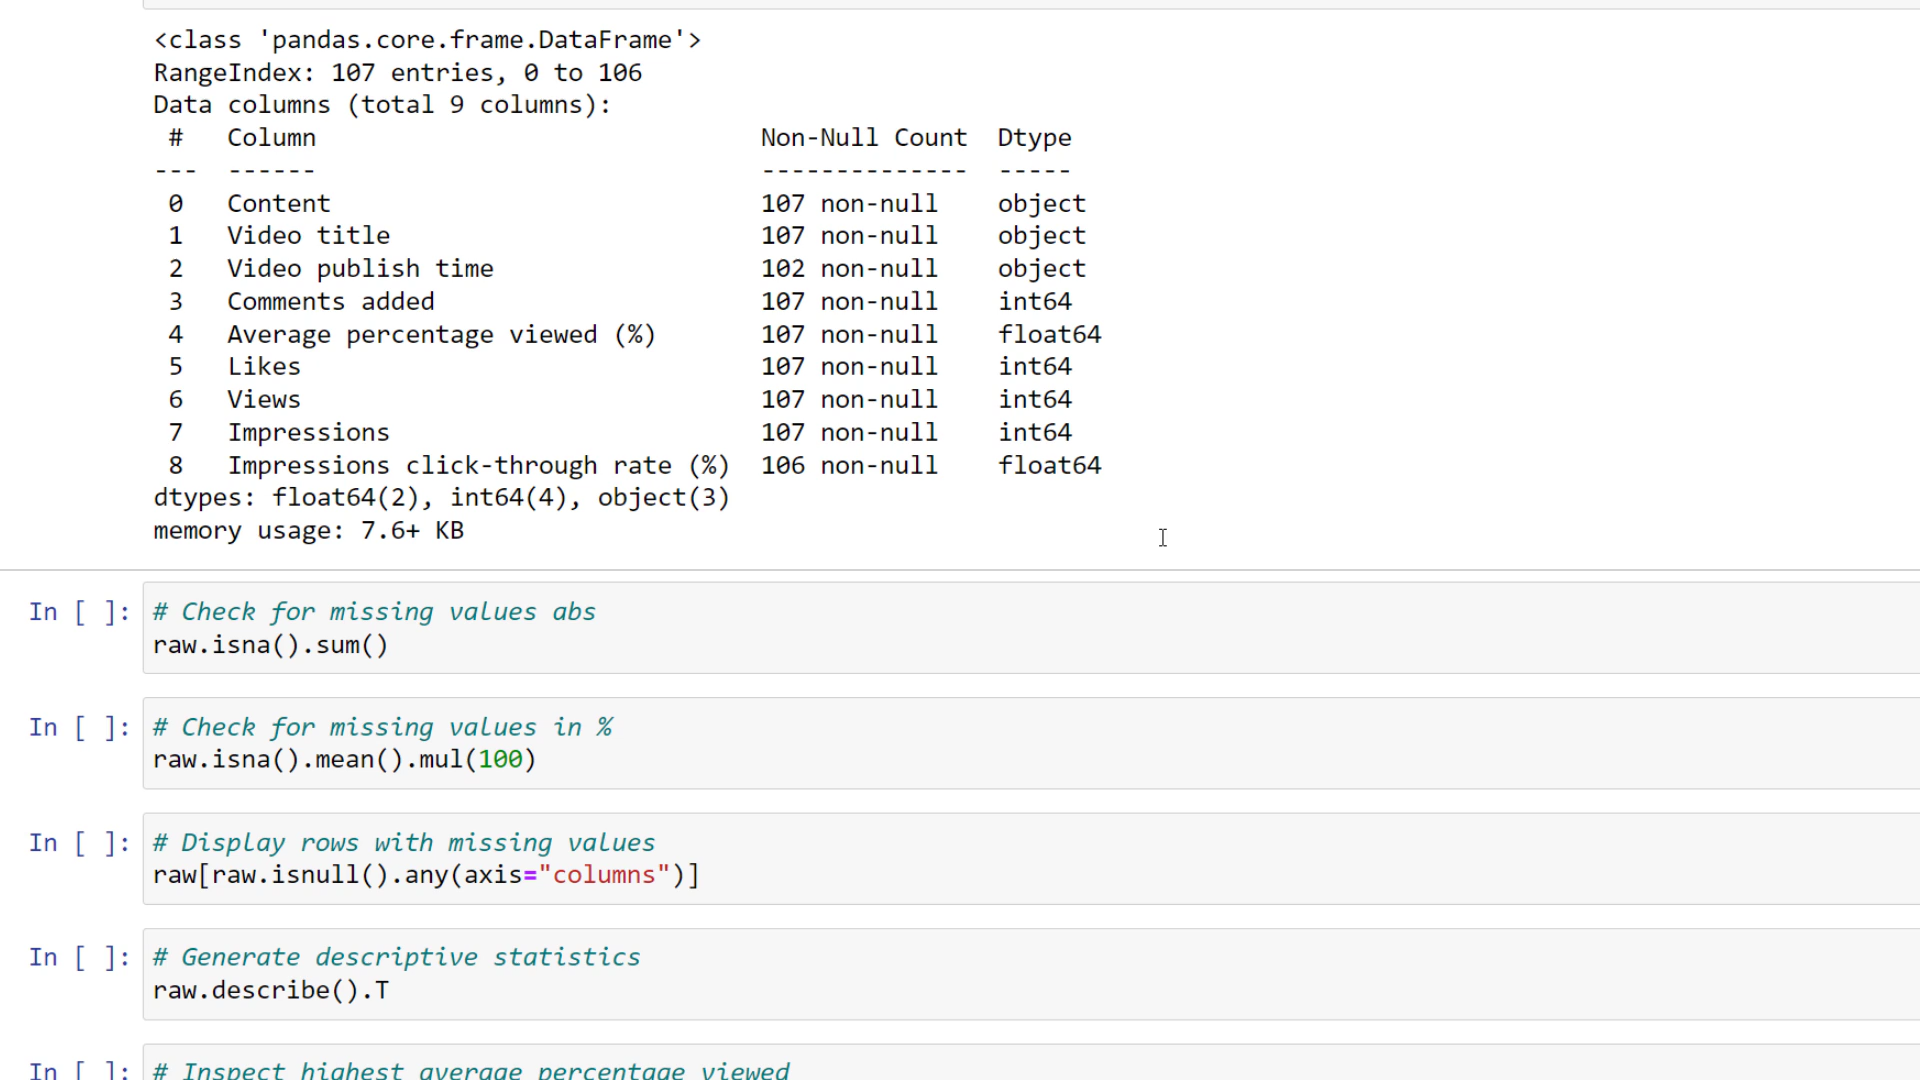 <class 'pandas.core.frame.DataFrame'>
RangeIndex: 107 entries, 0 to 106
Data columns (total 9 columns):
 #   Column                              Non-Null Count  Dtype
---  ------                              --------------  -----
 0   Content                             107 non-null    object
 1   Video title                         107 non-null    object
 2   Video publish time                  102 non-null    object
 3   Comments added                      107 non-null    int64
 4   Average percentage viewed (%)       107 non-null    float64
 5   Likes                               107 non-null    int64
 6   Views                               107 non-null    int64
 7   Impressions                         107 non-null    int64
 8   Impressions click-through rate (%)  106 non-null    float64
dtypes: float64(2), int64(4), object(3)
memory usage: 7.6+ KB
In [ ]: # Check for missing values abs
raw.isna().sum()
In [ ]: # Check for missing values in %
raw.isna().mean().mul(100)
In [ ]: # Display rows with missing values
raw[raw.isnull().any(axis="columns")]
In [ ]: # Generate descriptive statistics
raw.describe().T
In [ ]: # Inspect highest average percentage viewed